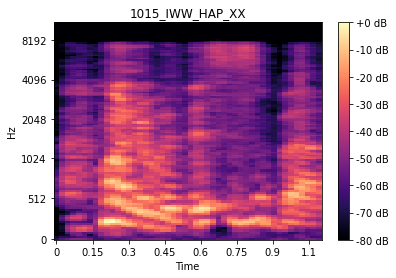 1015_IWW_HAP_XX
+0 dB
8192
-10 dB
4096
-20 dB
-30 dB
2048
Hz
-40 dB
1024
-50 dB
512
-60 dB
-70 dB
0
-80 dB
0 0.15 0.3 0.45 0.6 0.75 0.9 1.1
Time